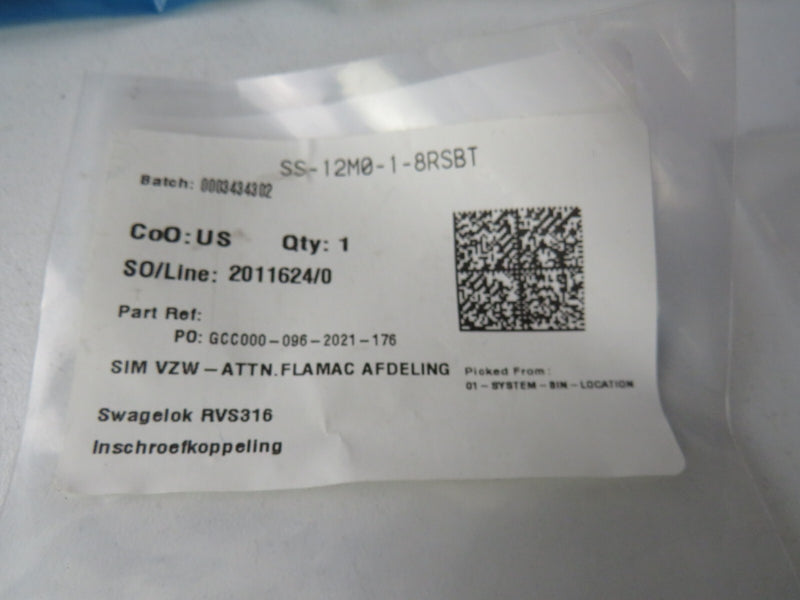 SS-12M0-1-8RSBT
Batch: 0003434302
CoO: US Qty: 1
SO/Line: 2011624/0
Part Ref:
PO: GCC000-096-2021-176
SIM VZW - ATTN.FLAMAC AFDELING
Picked From:
01-SYSTEM-BIN-LOCATION
Swagelok RVS316
Inschroefkoppeling